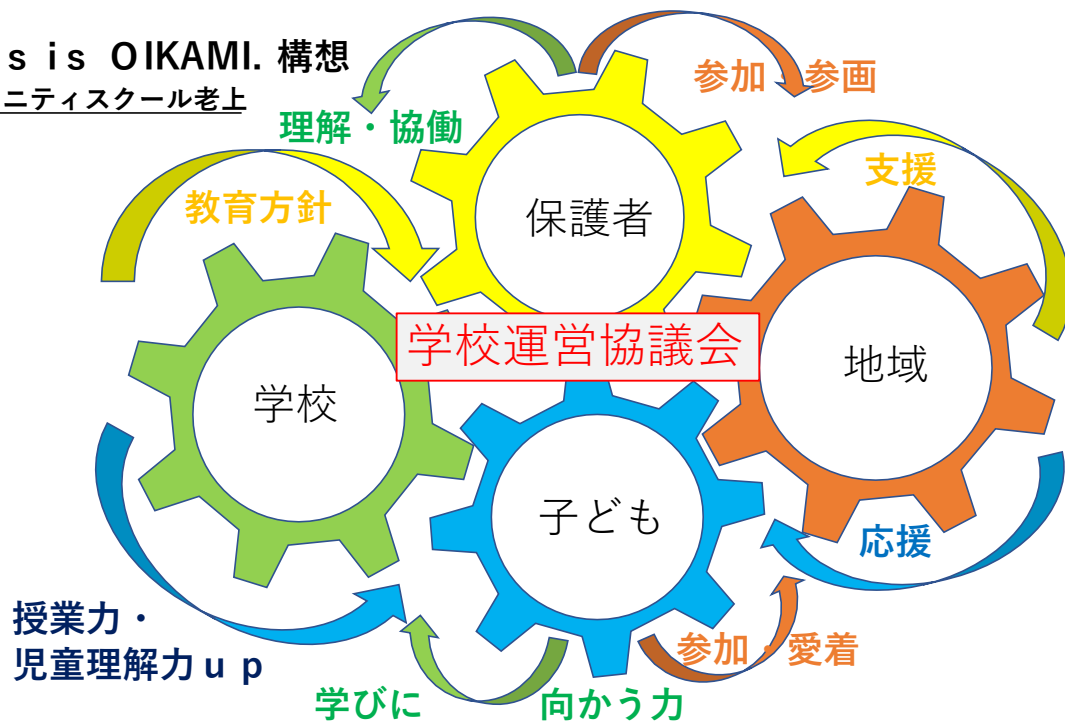 s is OIKAMI. 構想
ニティスクール老上
理解・協働
参加・参画
教育方針
支援
保護者
学校運営協議会
地域
学校
子ども
応援
授業力・
児童理解力up
参加・愛着
学びに 向かう力